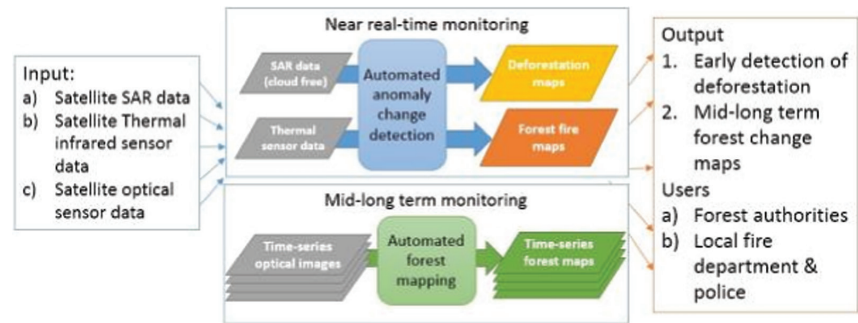 Input:
a) Satellite SAR data
b) Satellite Thermal
infrared sensor
data
c) Satellite optical
sensor data
Near real-time monitoring
SAR data
(cloud free)
Thermal
sensor data
Automated
anomaly
change
detection
Deforestation
maps
Forest fire
maps
Mid-long term monitoring
Time-series
optical images
Automated
forest
mapping
Time-series
forest maps
Output
1. Early detection of
deforestation
2. Mid-long term
forest change
maps
Users
a) Forest authorities
b) Local fire
department &
police